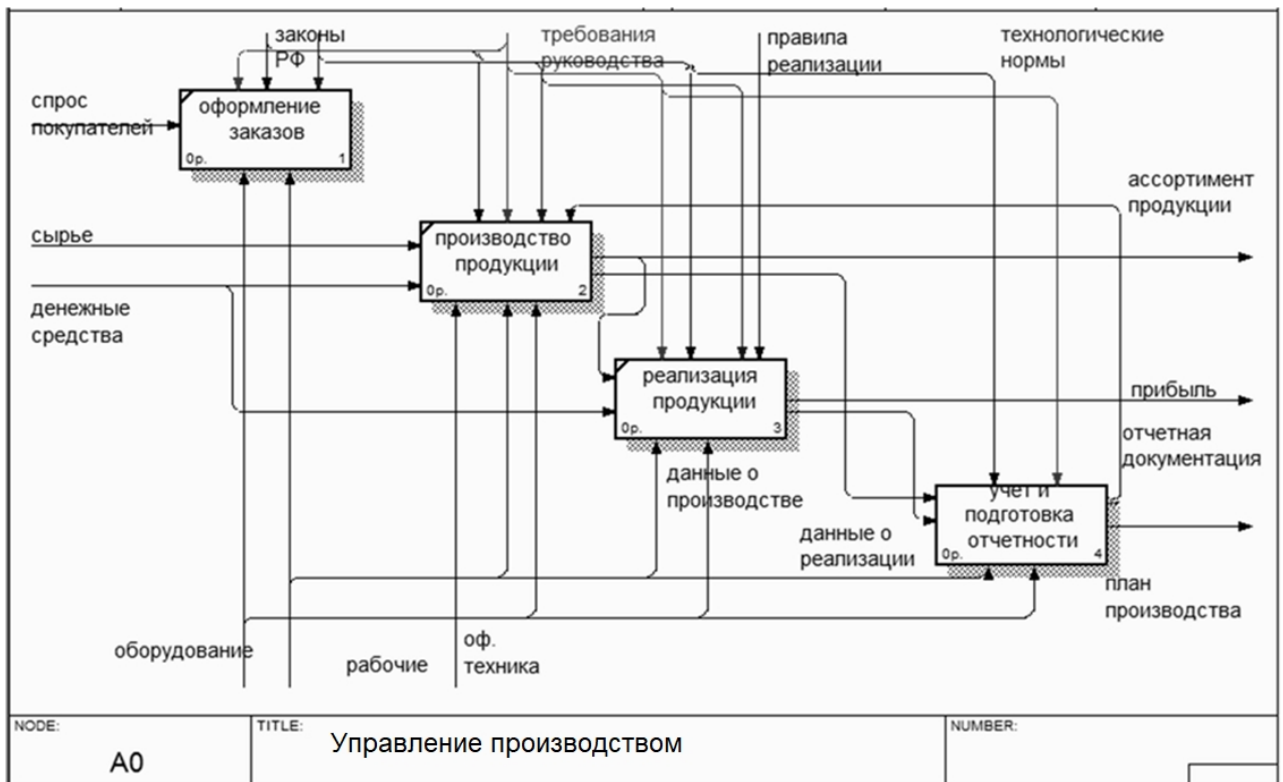 законы
РФ
требования
руководства
правила
реализации
технологические
нормы
спрос
покупателей
оформление
заказов
0р.
1
ассортимент
продукции
сырье
производство
продукции
0р.
2
денежные
средства
реализация
продукции
0р.
3
прибыль
отчетная
документация
данные о
производстве
учет и
подготовка
отчетности
0р.
4
данные о
реализации
план
производства
оборудование
рабочие
оф.
техника
NODE:
A0
TITLE:
Управление производством
NUMBER: